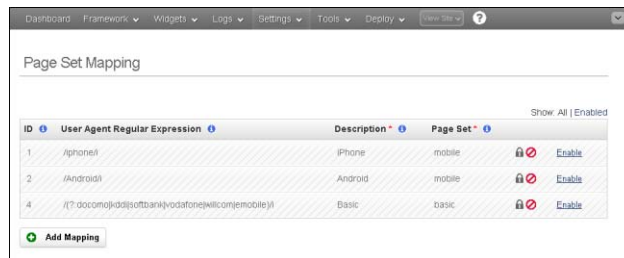 Dashboard Framework Widgets Logs Settings Tools Deploy View Site ?
Page Set Mapping
Show: All | Enabled
ID User Agent Regular Expression Description * Page Set *
1 /iphone/i iPhone mobile Enable
2 /Android/i Android mobile Enable
4 /(?:docomo|kddi|softbank|vodafone|willcom|emobile)/i Basic basic Enable
Add Mapping